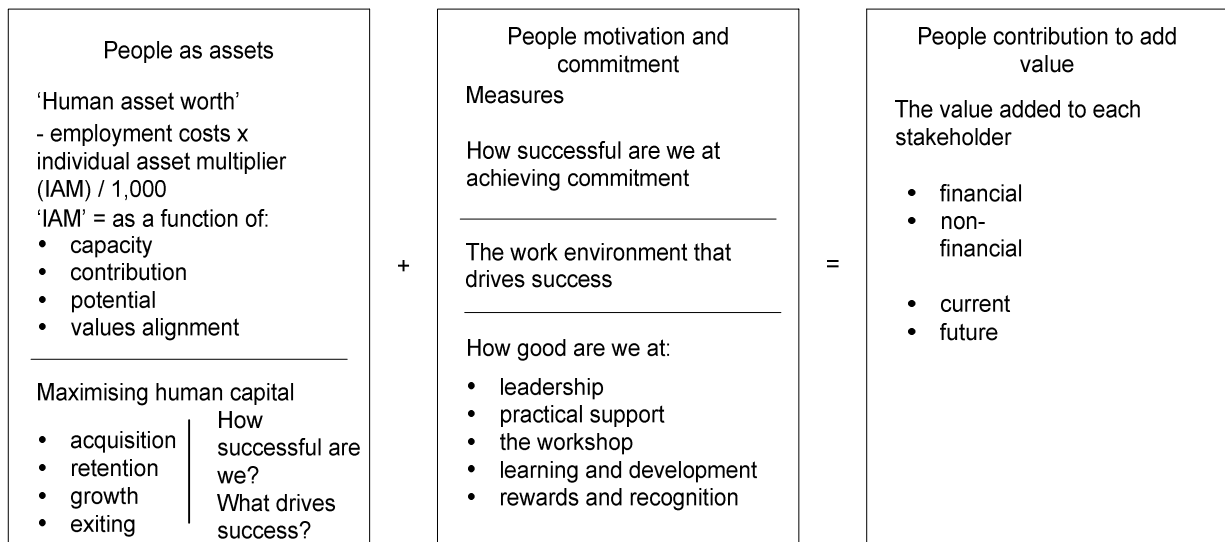 People as assets
‘Human asset worth’
- employment costs x
individual asset multiplier
(IAM) / 1,000
‘IAM’ = as a function of:
• capacity
• contribution
• potential
• values alignment
Maximising human capital
• acquisition
• retention
• growth
• exiting
How
successful are
we?
What drives
success?
+
People motivation and
commitment
Measures
How successful are we at
achieving commitment
The work environment that
drives success
How good are we at:
• leadership
• practical support
• the workshop
• learning and development
• rewards and recognition
=
People contribution to add
value
The value added to each
stakeholder
• financial
• non-
financial
• current
• future